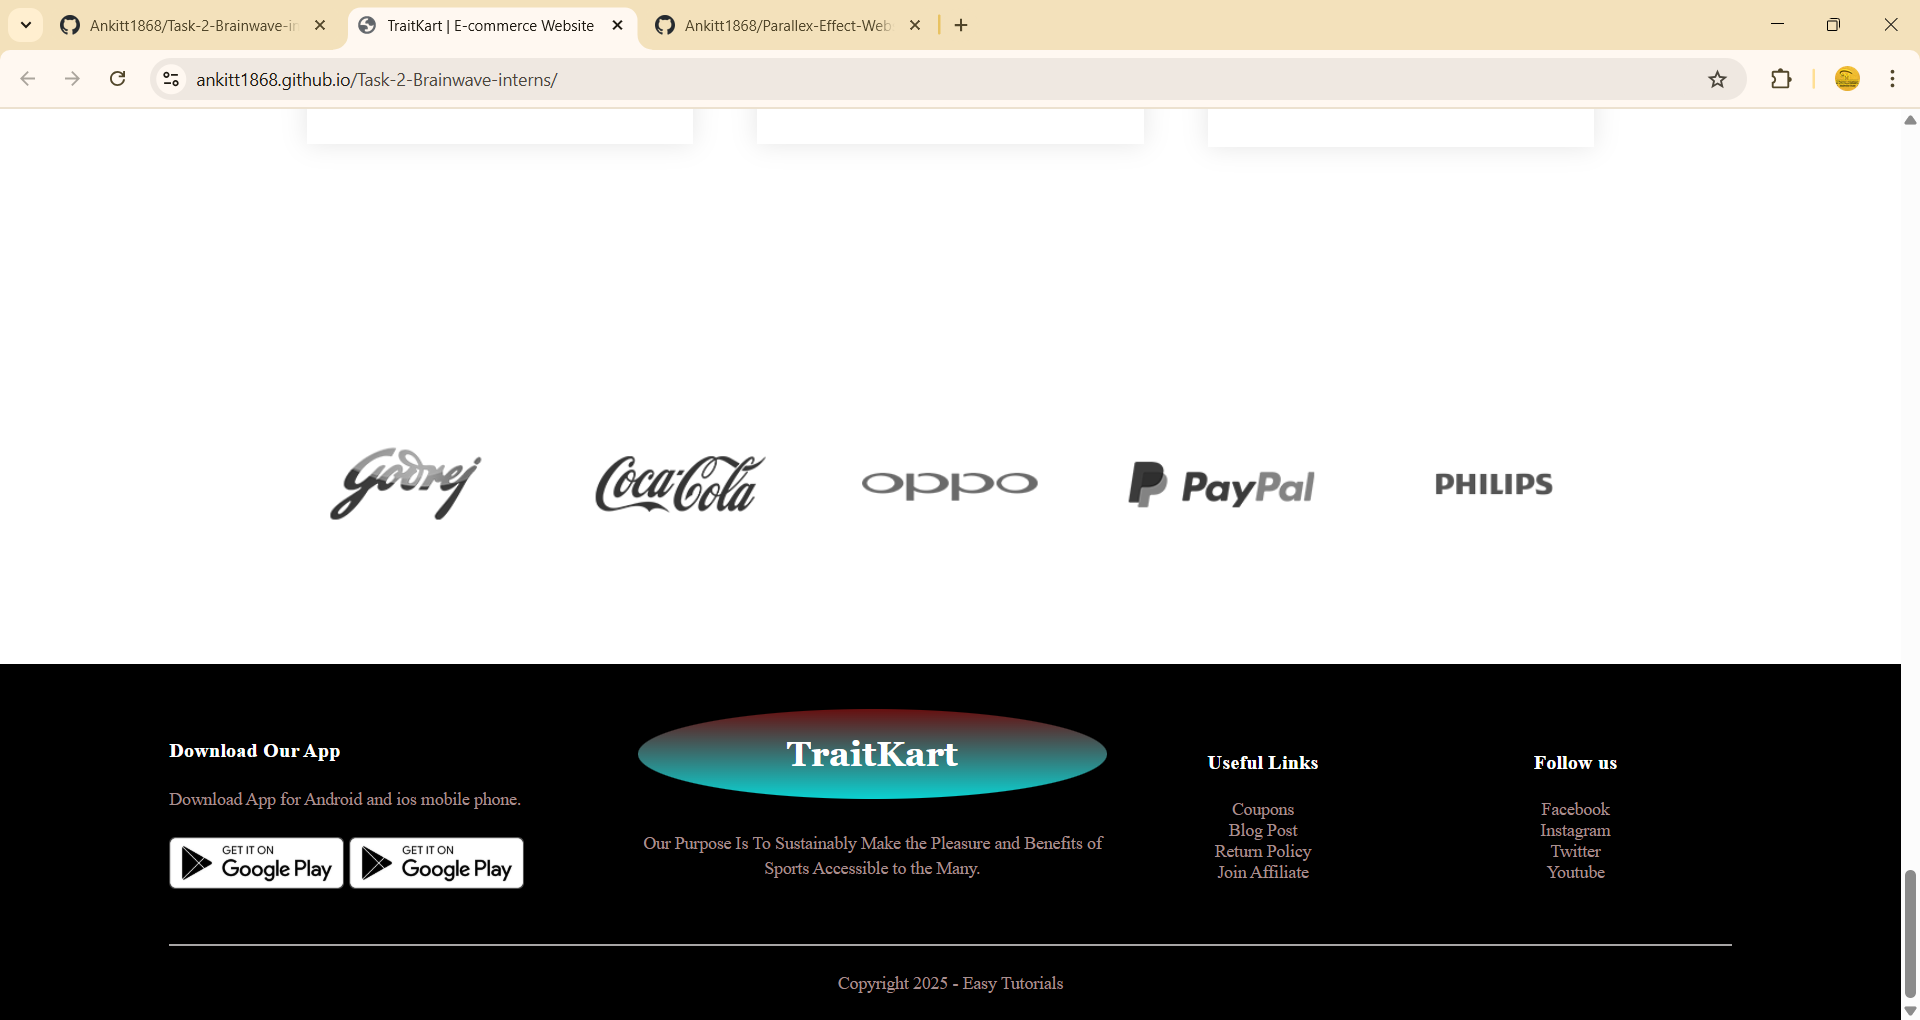 Ankitt1868/Task-2-Brainwave-in
TraitKart | E-commerce Website
Ankitt1868/Parallex-Effect-Web
ankitt1868.github.io/Task-2-Brainwave-interns/
Godrej
Coca-Cola
oppo
PayPal
PHILIPS
Download Our App
Download App for Android and ios mobile phone.
GET IT ON
Google Play
GET IT ON
Google Play
TraitKart
Our Purpose Is To Sustainably Make the Pleasure and Benefits of
Sports Accessible to the Many.
Useful Links
Coupons
Blog Post
Return Policy
Join Affiliate
Follow us
Facebook
Instagram
Twitter
Youtube
Copyright 2025 - Easy Tutorials